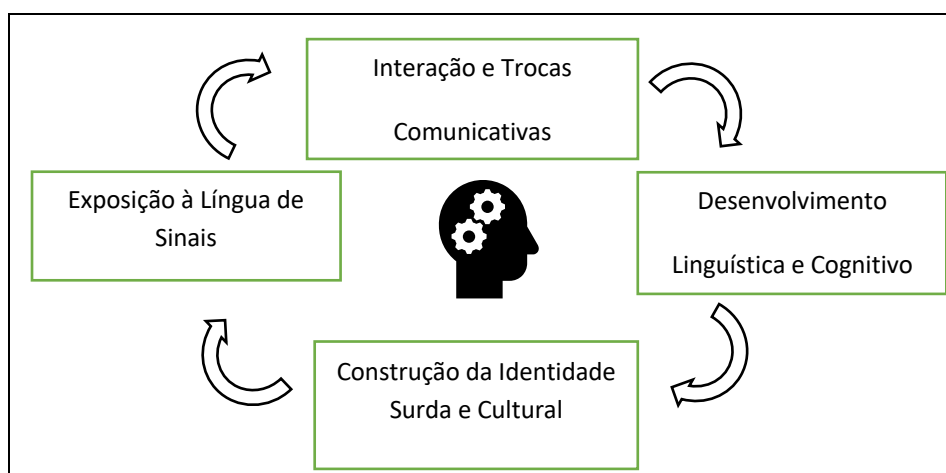 Interação e Trocas
Comunicativas
Exposição à Língua de
Sinais
Desenvolvimento
Linguística e Cognitivo
Construção da Identidade
Surda e Cultural